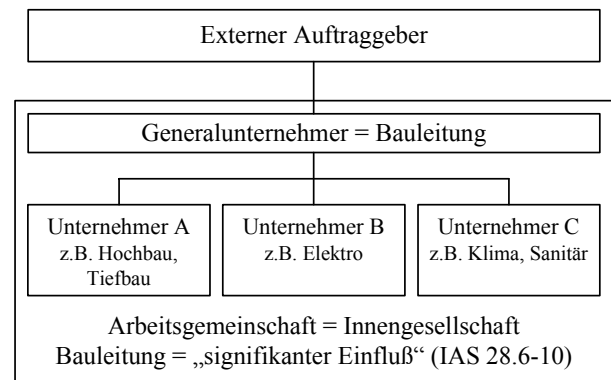 Externer Auftraggeber
Generalunternehmer = Bauleitung
Unternehmer A
z.B. Hochbau,
Tiefbau
Unternehmer B
z.B. Elektro
Unternehmer C
z.B. Klima, Sanitär
Arbeitsgemeinschaft = Innengesellschaft
Bauleitung = „signifikanter Einfluß“ (IAS 28.6-10)